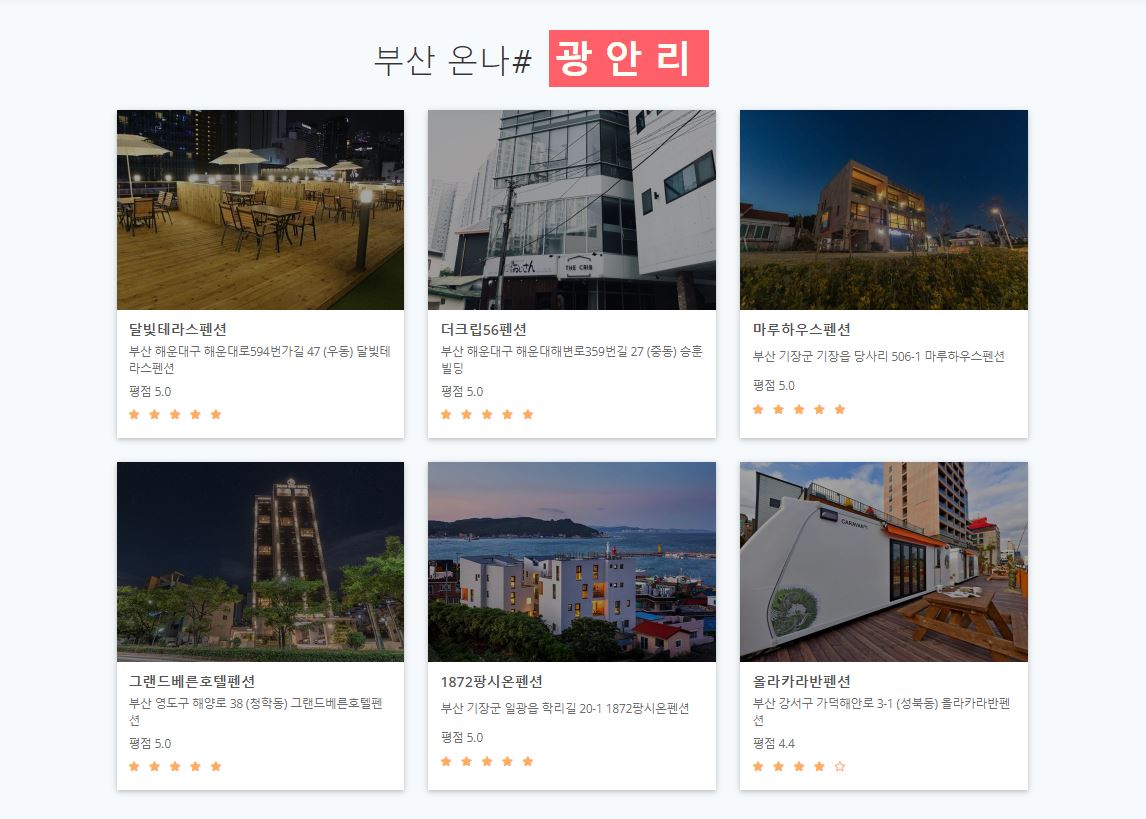 부산 온나# 광안리
おいさん
THE CRIB
달빛테라스펜션
부산 해운대구 해운대로594번가길 47 (우동) 달빛테
라스펜션
평점 5.0
더크립56펜션
부산 해운대구 해운대해변로359번길 27 (중동) 승훈
빌딩
평점 5.0
마루하우스펜션
부산 기장군 기장읍 당사리 506-1 마루하우스펜션
평점 5.0
CARAVAN
그랜드베른호텔펜션
부산 영도구 해양로 38 (청학동) 그랜드베른호텔펜
션
평점 5.0
1872팡시온펜션
부산 기장군 일광읍 학리길 20-1 1872팡시온펜션
평점 5.0
올라카라반펜션
부산 강서구 가덕해안로 3-1 (성북동) 올라카라반펜
션
평점 4.4